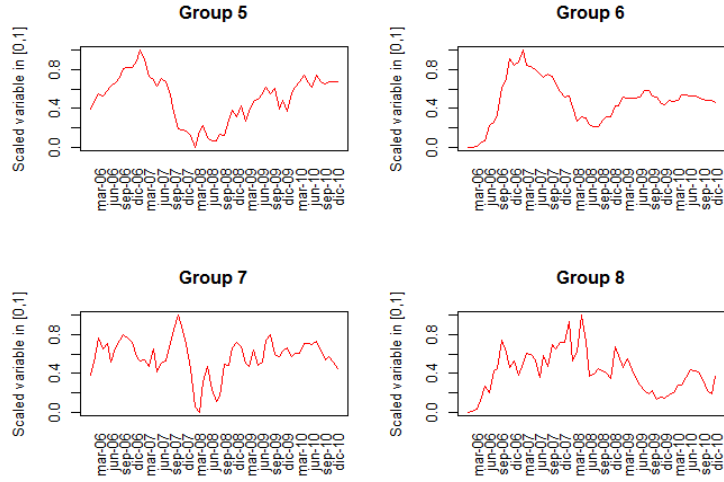 Group 5
Scaled variable in [0,1]
0.0 0.4 0.8
mar-06 jun-06 sep-06 dic-06 mar-07 jun-07 sep-07 dic-07 mar-08 jun-08 sep-08 dic-08 mar-09 jun-09 sep-09 dic-09 mar-10 jun-10 sep-10 dic-10
Group 6
Scaled variable in [0,1]
0.0 0.4 0.8
mar-06 jun-06 sep-06 dic-06 mar-07 jun-07 sep-07 dic-07 mar-08 jun-08 sep-08 dic-08 mar-09 jun-09 sep-09 dic-09 mar-10 jun-10 sep-10 dic-10
Group 7
Scaled variable in [0,1]
0.0 0.4 0.8
mar-06 jun-06 sep-06 dic-06 mar-07 jun-07 sep-07 dic-07 mar-08 jun-08 sep-08 dic-08 mar-09 jun-09 sep-09 dic-09 mar-10 jun-10 sep-10 dic-10
Group 8
Scaled variable in [0,1]
0.0 0.4 0.8
mar-06 jun-06 sep-06 dic-06 mar-07 jun-07 sep-07 dic-07 mar-08 jun-08 sep-08 dic-08 mar-09 jun-09 sep-09 dic-09 mar-10 jun-10 sep-10 dic-10